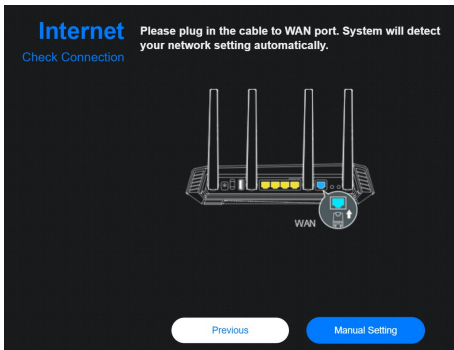 Internet
Check Connection
Please plug in the cable to WAN port. System will detect
your network setting automatically.
WAN
Previous
Manual Setting